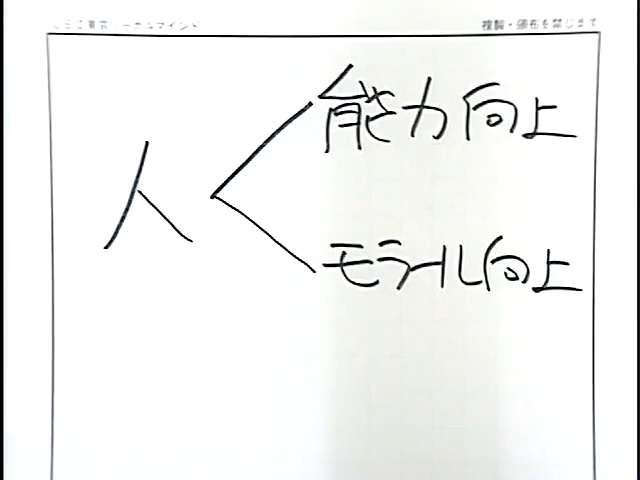 複製・頒布を禁じます
人
能力向上
モラール向上